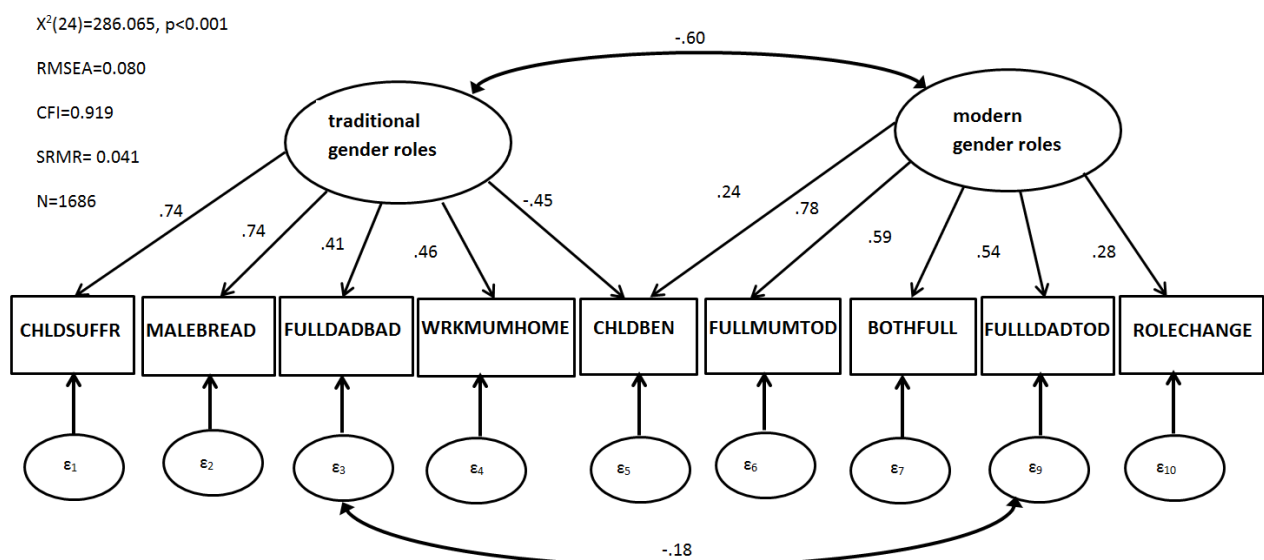 X²(24)=286.065, p<0.001
RMSEA=0.080
CFI=0.919
SRMR= 0.041
N=1686
-.60
traditional
gender roles
modern
gender roles
.74
.74
.41
.46
-.45
.24
.78
.59
.54
.28
CHLDSUFFR
MALEBREAD
FULLDADBAD
WRKMUMHOME
CHLDBEN
FULLMUMTOD
BOTHFULL
FULLLDADTOD
ROLECHANGE
ε₁
ε₂
ε₃
ε₄
ε₅
ε₆
ε₇
ε₉
ε₁₀
-.18